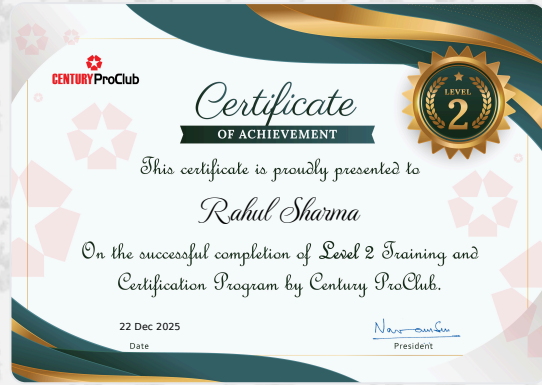 CENTURY ProClub
Certificate
OF ACHIEVEMENT
LEVEL
2
This certificate is proudly presented to
Rahul Sharma
On the successful completion of Level 2 Training and
Certification Program by Century ProClub.
22 Dec 2025
Date
President